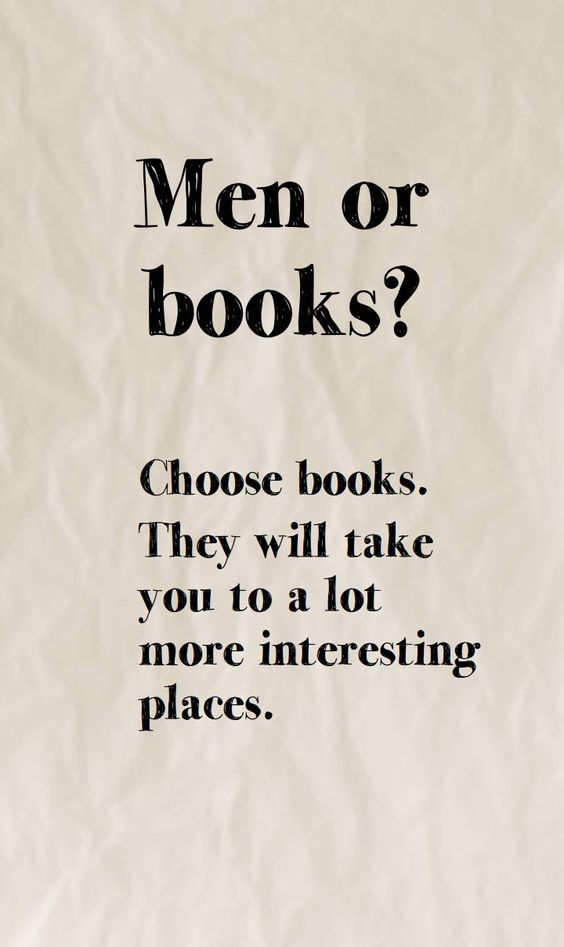 Men or
books?
Choose books.
They will take
you to a lot
more interesting
places.